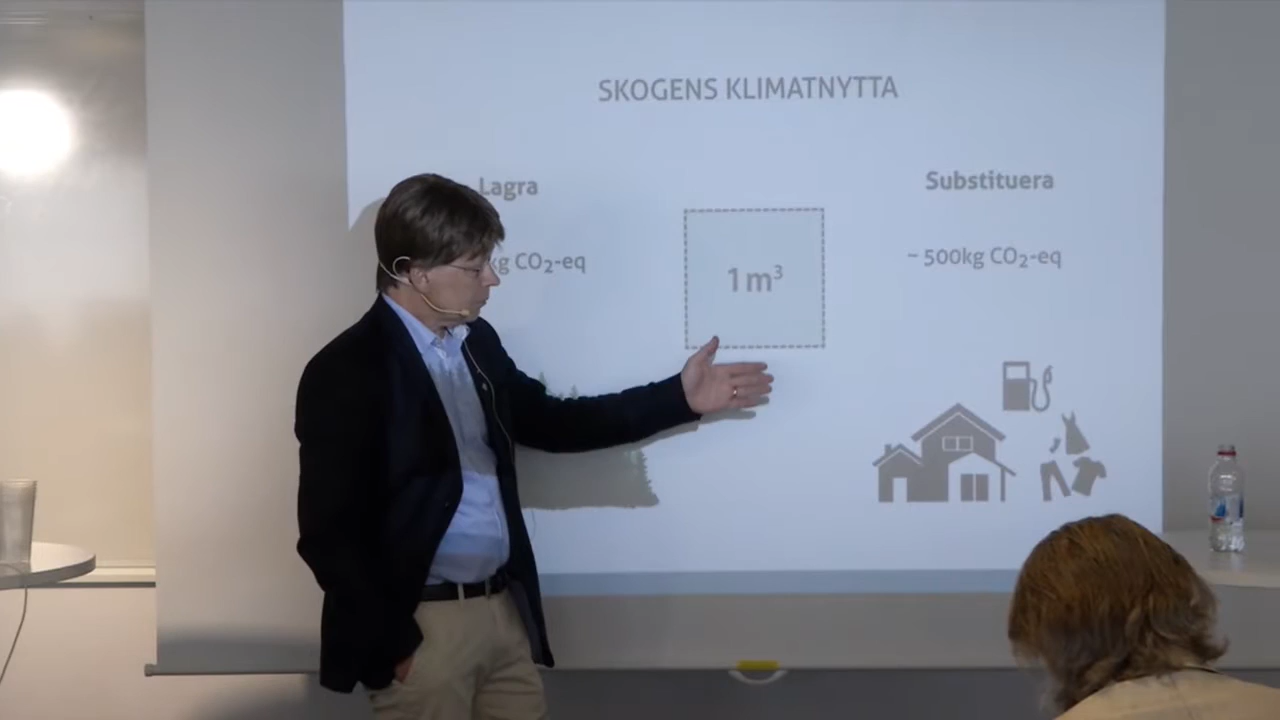 SKOGENS KLIMATNYTTA
Lagra
Substituera
kg CO₂-eq
~ 500kg CO₂-eq
1 m³